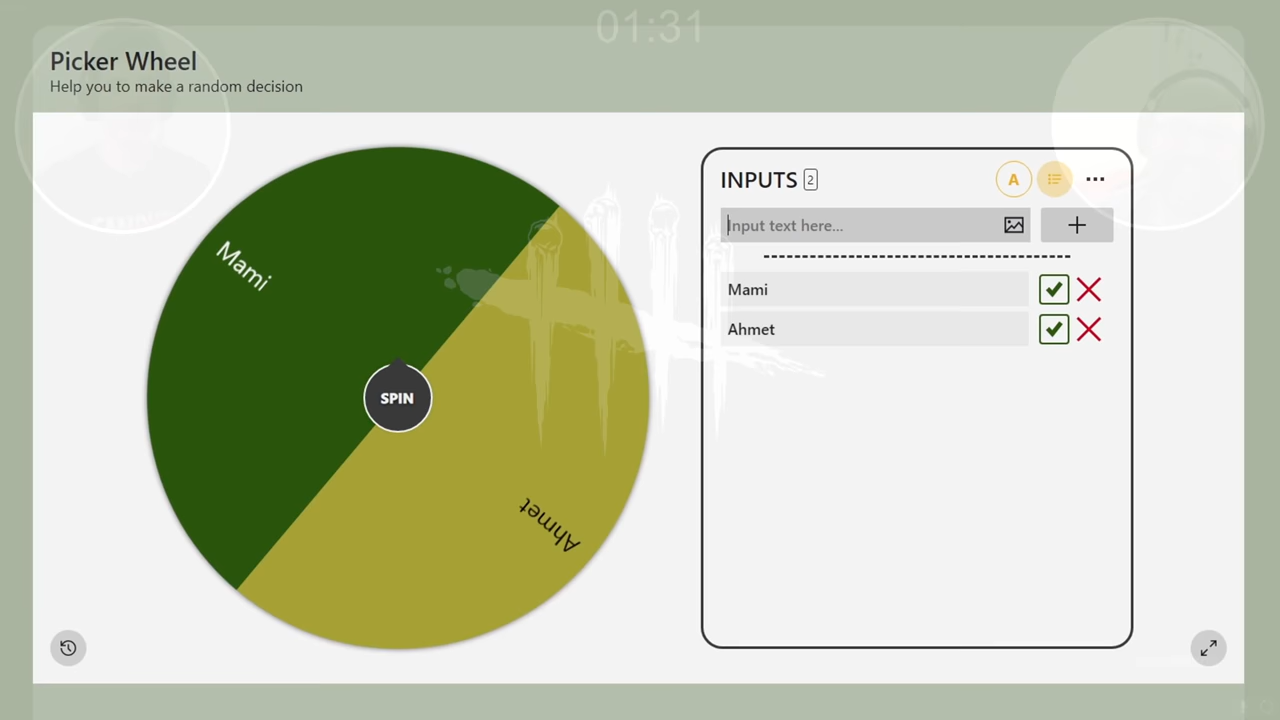 01:31
Picker Wheel
Help you to make a random decision
INPUTS 2
A
Input text here...
Mami
Ahmet
Mami
SPIN
Ahmet